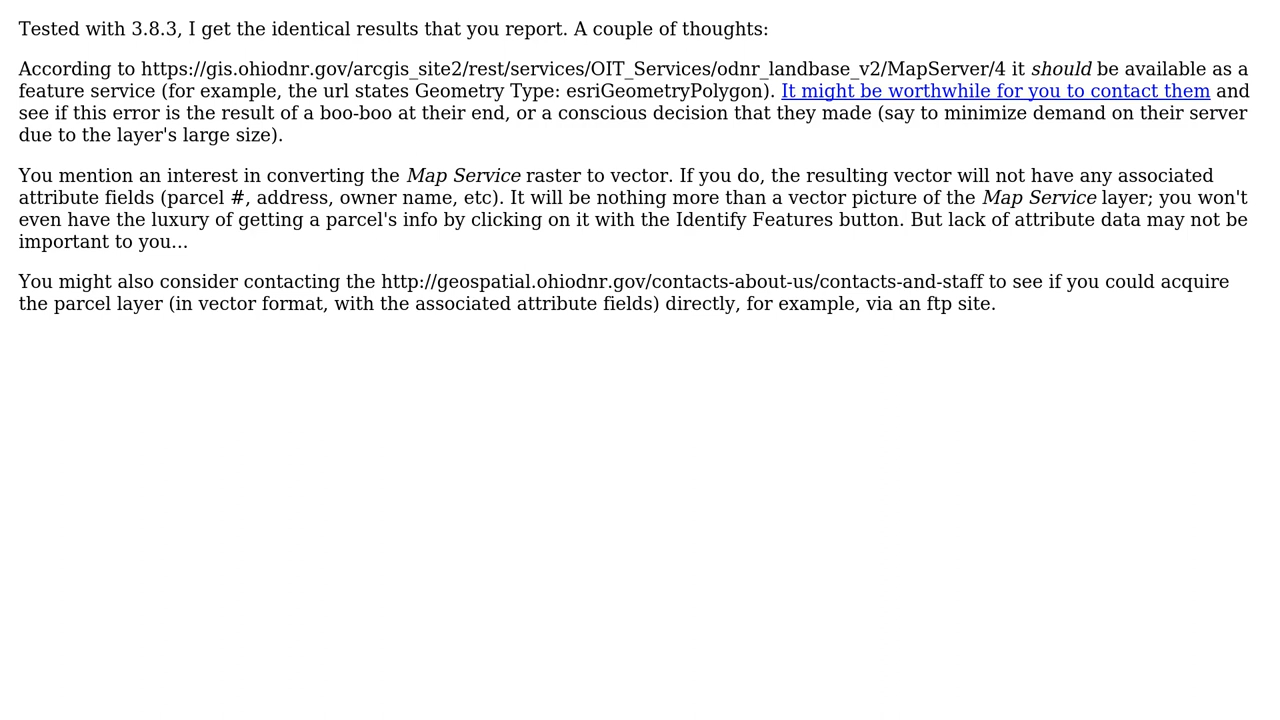 Tested with 3.8.3, I get the identical results that you report. A couple of thoughts:
According to https://gis.ohiodnr.gov/arcgis_site2/rest/services/OIT_Services/odnr_landbase_v2/MapServer/4 it should be available as a
feature service (for example, the url states Geometry Type: esriGeometryPolygon). It might be worthwhile for you to contact them and
see if this error is the result of a boo-boo at their end, or a conscious decision that they made (say to minimize demand on their server
due to the layer's large size).
You mention an interest in converting the Map Service raster to vector. If you do, the resulting vector will not have any associated
attribute fields (parcel #, address, owner name, etc). It will be nothing more than a vector picture of the Map Service layer; you won't
even have the luxury of getting a parcel's info by clicking on it with the Identify Features button. But lack of attribute data may not be
important to you...
You might also consider contacting the http://geospatial.ohiodnr.gov/contacts-about-us/contacts-and-staff to see if you could acquire
the parcel layer (in vector format, with the associated attribute fields) directly, for example, via an ftp site.